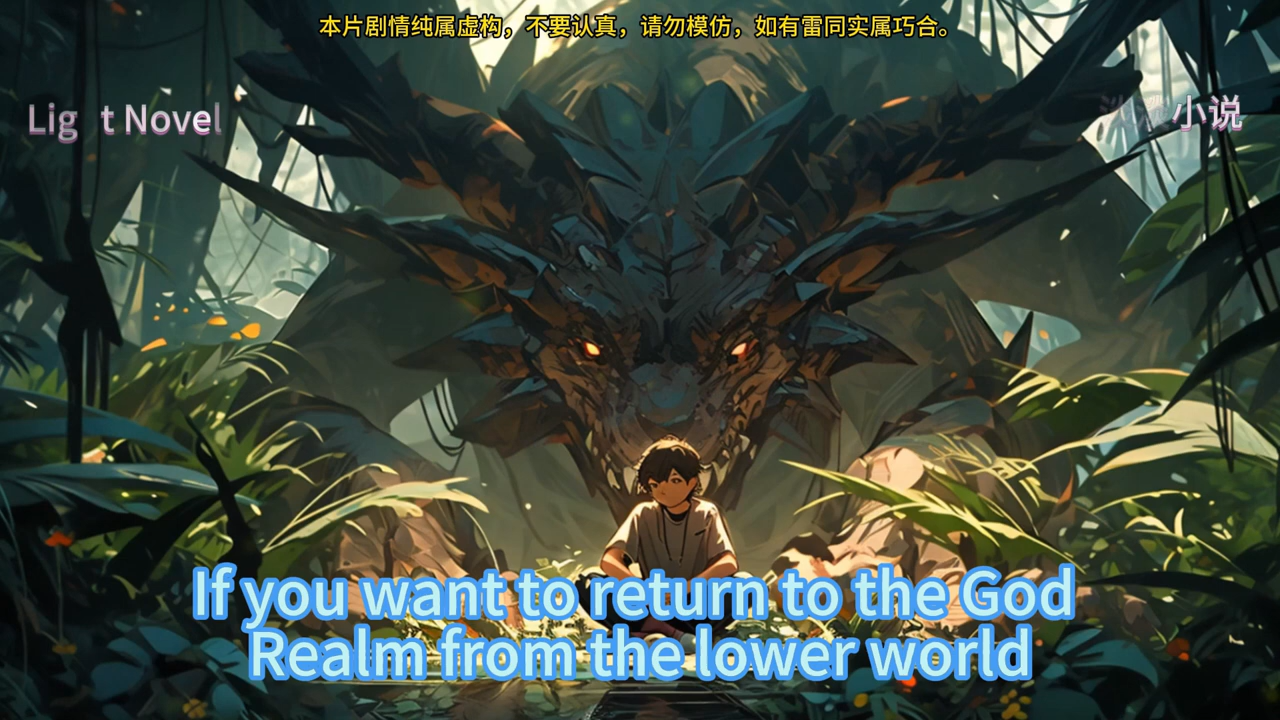 本片剧情纯属虚构，不要认真，请勿模仿，如有雷同实属巧合。
Lig t Novel
小说
If you want to return to the God
Realm from the lower world